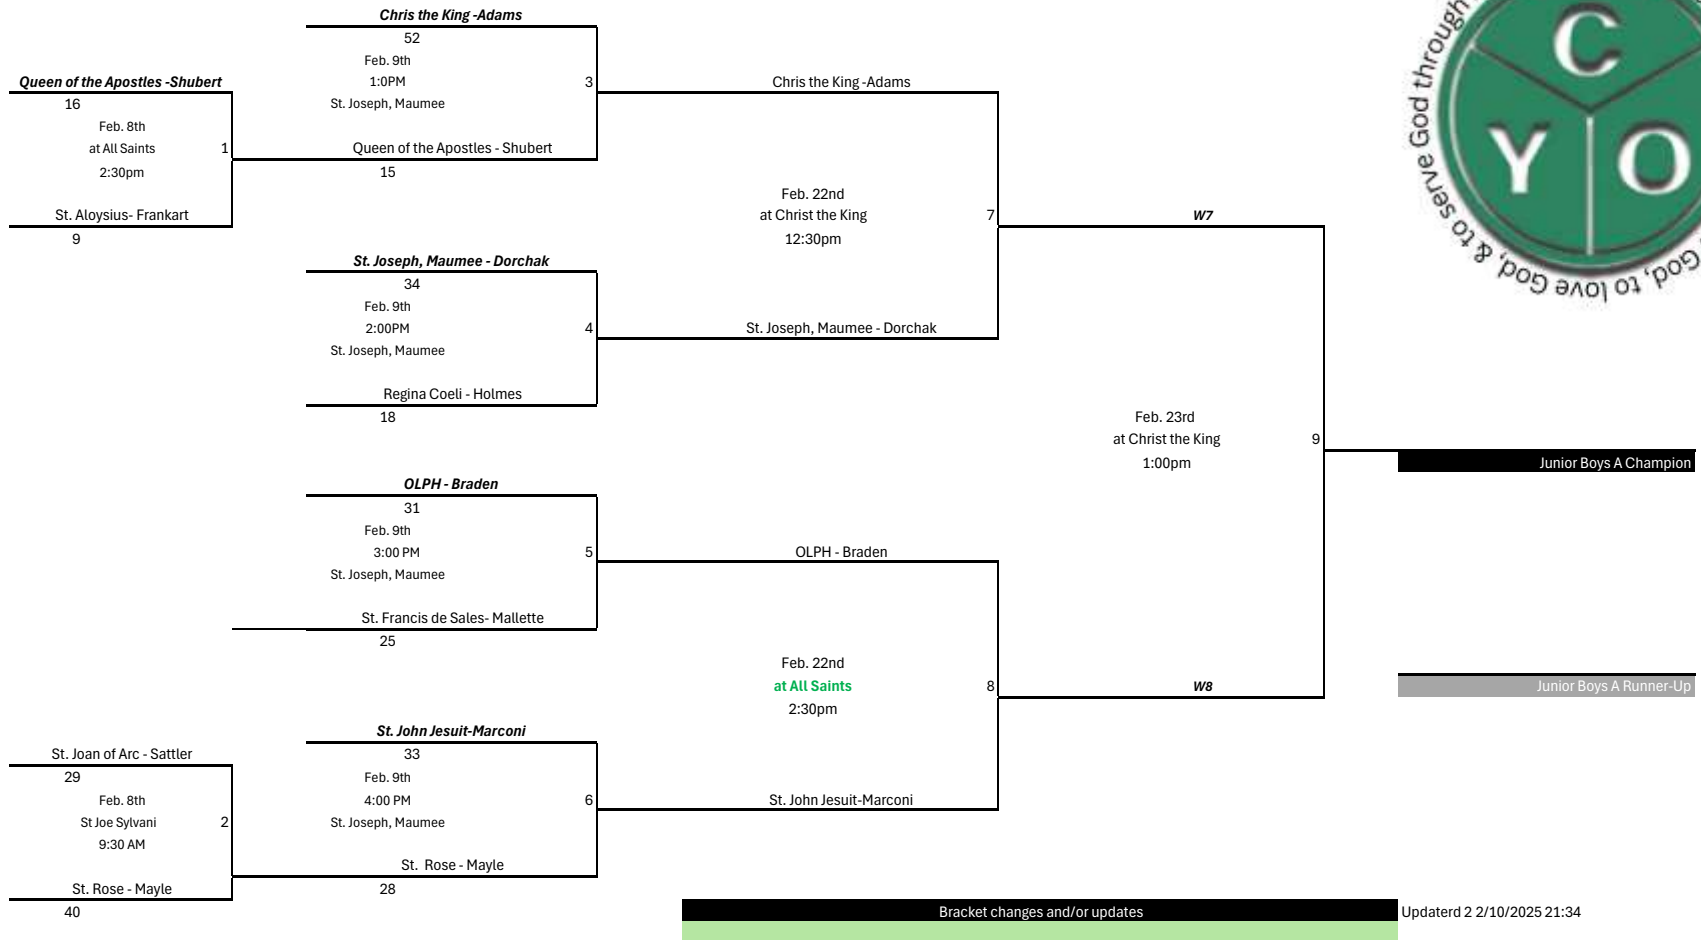 Chris the King -Adams
52
Feb. 9th
1:0PM
3
St. Joseph, Maumee
Queen of the Apostles - Shubert
15
Queen of the Apostles -Shubert
16
Feb. 8th
at All Saints
1
2:30pm
St. Aloysius- Frankart
9
Chris the King -Adams
Feb. 22nd
at Christ the King
7
12:30pm
St. Joseph, Maumee - Dorchak
34
Feb. 9th
2:00PM
4
St. Joseph, Maumee
Regina Coeli - Holmes
18
St. Joseph, Maumee - Dorchak
W7
Feb. 23rd
at Christ the King
9
1:00pm
Junior Boys A Champion
OLPH - Braden
31
Feb. 9th
3:00 PM
5
St. Joseph, Maumee
St. Francis de Sales- Mallette
25
OLPH - Braden
Feb. 22nd
at All Saints
8
2:30pm
W8
Junior Boys A Runner-Up
St. John Jesuit-Marconi
33
Feb. 9th
4:00 PM
6
St. Joseph, Maumee
St.  Rose - Mayle
28
St. John Jesuit-Marconi
St. Joan of Arc - Sattler
29
Feb. 8th
St Joe Sylvani
2
9:30 AM
St. Rose - Mayle
40
Bracket changes and/or updates
Updaterd 2 2/10/2025 21:34
C
Y O
God, to love God, & to serve God through